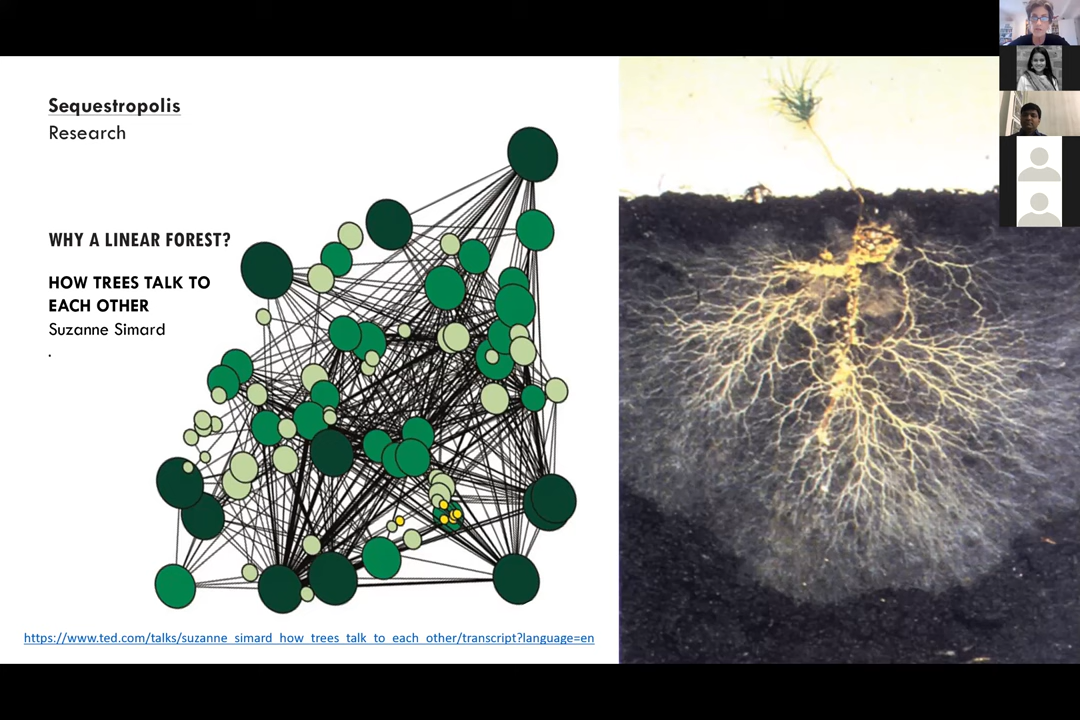 Sequestropolis
Research
WHY A LINEAR FOREST?
HOW TREES TALK TO
EACH OTHER
Suzanne Simard
.
https://www.ted.com/talks/suzanne_simard_how_trees_talk_to_each_other/transcript?language=en